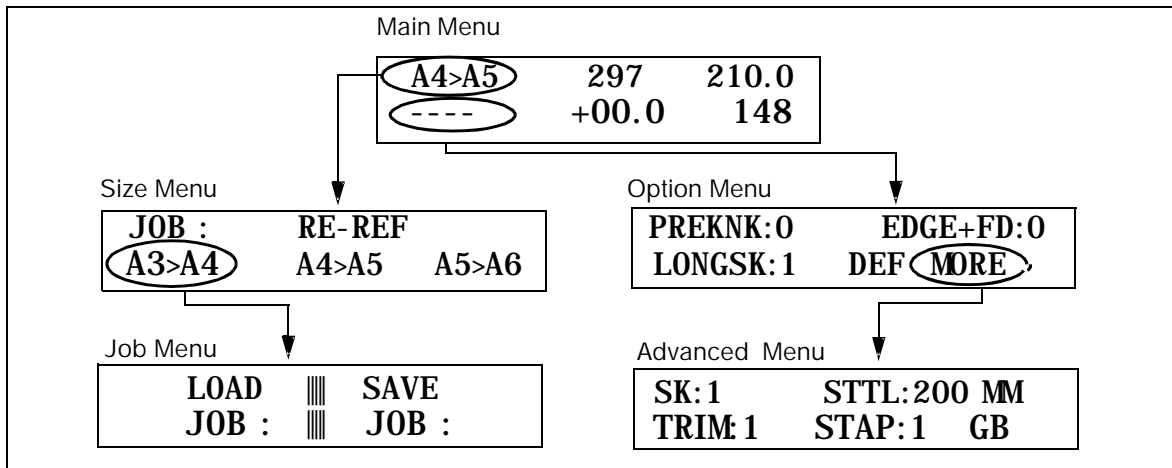 Main Menu
A4>A5 297 210.0
---- +00.0 148
Size Menu
JOB : RE-REF
A3>A4 A4>A5 A5>A6
Option Menu
PREKNK:0 EDGE+FD:0
LONGSK:1 DEF MORE>
Job Menu
LOAD SAVE
JOB : JOB :
Advanced Menu
SK:1 STTL:200 MM
TRIM:1 STAP:1 GB